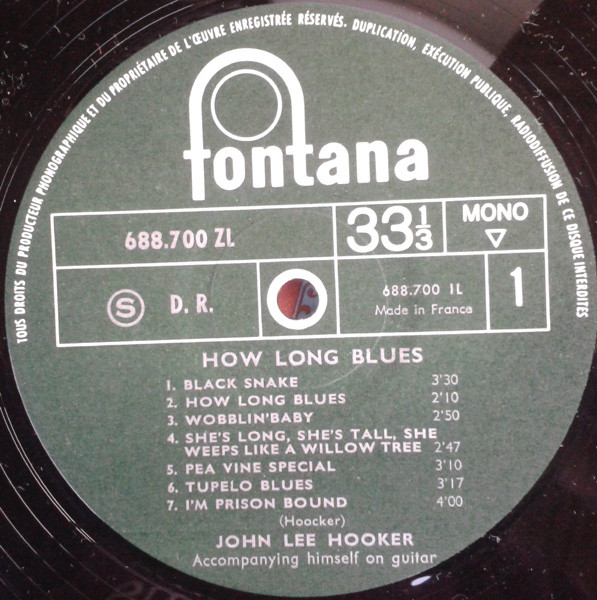 TOUS DROITS DU PRODUCTEUR PHONOGRAPHIQUE ET DU PROPRIÉTAIRE DE L'ŒUVRE ENREGISTRÉE RÉSERVÉS. DUPLICATION, EXÉCUTION PUBLIQUE, RADIODIFFUSION DE CE DISQUE INTERDITES
fontana
688.700 ZL
33 1/3
MONO
S D. R.
688.700 1L
Made in France
1
HOW LONG BLUES
1. BLACK SNAKE 3'30
2. HOW LONG BLUES 2'10
3. WOBBLIN'BABY 2'50
4. SHE'S LONG, SHE'S TALL, SHE
WEEPS LIKE A WILLOW TREE 2'47
5. PEA VINE SPECIAL 3'10
6. TUPELO BLUES 3'17
7. I'M PRISON BOUND 4'00
(Hoocker)
JOHN LEE HOOKER
Accompanying himself on guitar